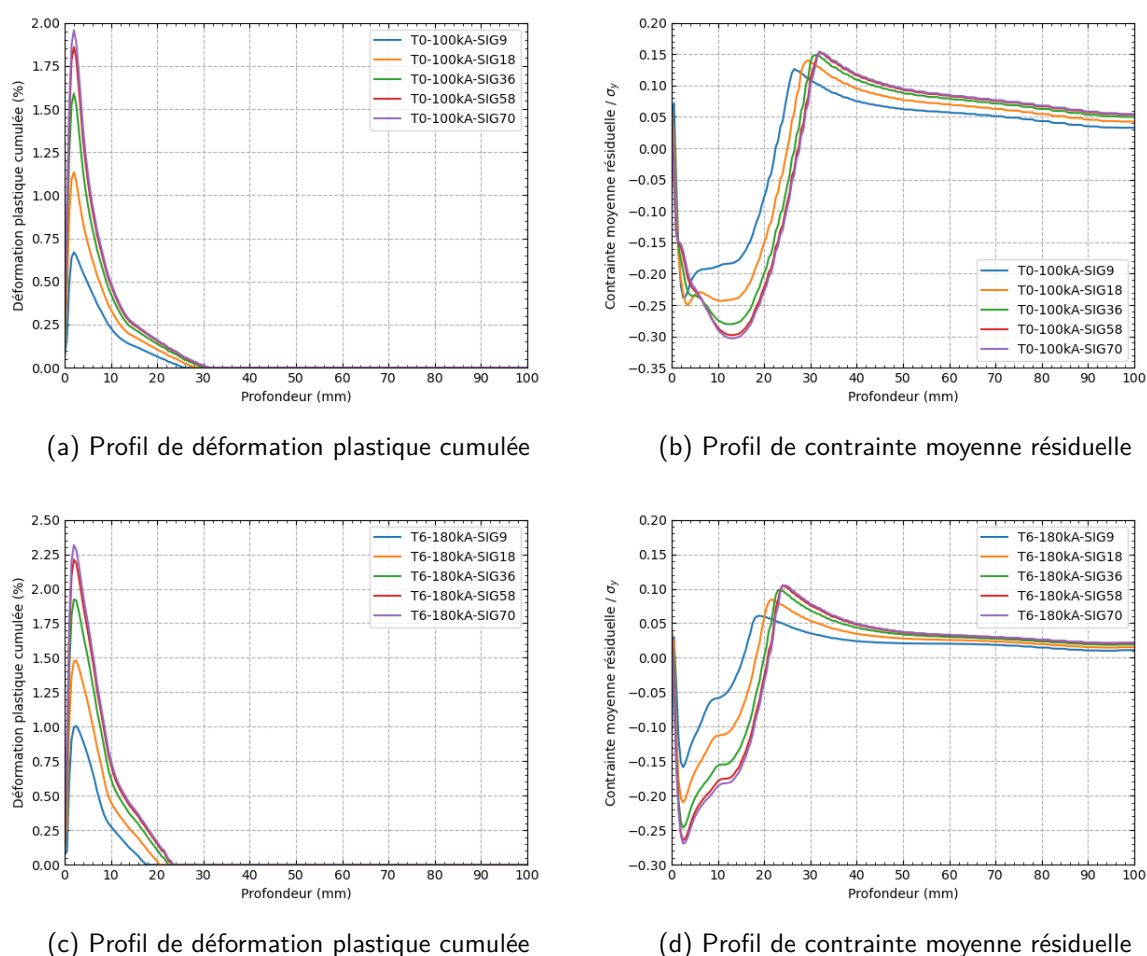 2.00
1.75
1.50
1.25
1.00
0.75
0.50
0.25
0.00
Déformation plastique cumulée (%)
T0-100kA-SIG9
T0-100kA-SIG18
T0-100kA-SIG36
T0-100kA-SIG58
T0-100kA-SIG70
0 10 20 30 40 50 60 70 80 90 100
Profondeur (mm)
(a) Profil de déformation plastique cumulée
0.20
0.15
0.10
0.05
0.00
−0.05
−0.10
−0.15
−0.20
−0.25
−0.30
−0.35
Contrainte moyenne résiduelle / σy
T0-100kA-SIG9
T0-100kA-SIG18
T0-100kA-SIG36
T0-100kA-SIG58
T0-100kA-SIG70
0 10 20 30 40 50 60 70 80 90 100
Profondeur (mm)
(b) Profil de contrainte moyenne résiduelle
2.50
2.25
2.00
1.75
1.50
1.25
1.00
0.75
0.50
0.25
0.00
Déformation plastique cumulée (%)
T6-180kA-SIG9
T6-180kA-SIG18
T6-180kA-SIG36
T6-180kA-SIG58
T6-180kA-SIG70
0 10 20 30 40 50 60 70 80 90 100
Profondeur (mm)
(c) Profil de déformation plastique cumulée
0.20
0.15
0.10
0.05
0.00
−0.05
−0.10
−0.15
−0.20
−0.25
−0.30
Contrainte moyenne résiduelle / σy
T6-180kA-SIG9
T6-180kA-SIG18
T6-180kA-SIG36
T6-180kA-SIG58
T6-180kA-SIG70
0 10 20 30 40 50 60 70 80 90 100
Profondeur (mm)
(d) Profil de contrainte moyenne résiduelle